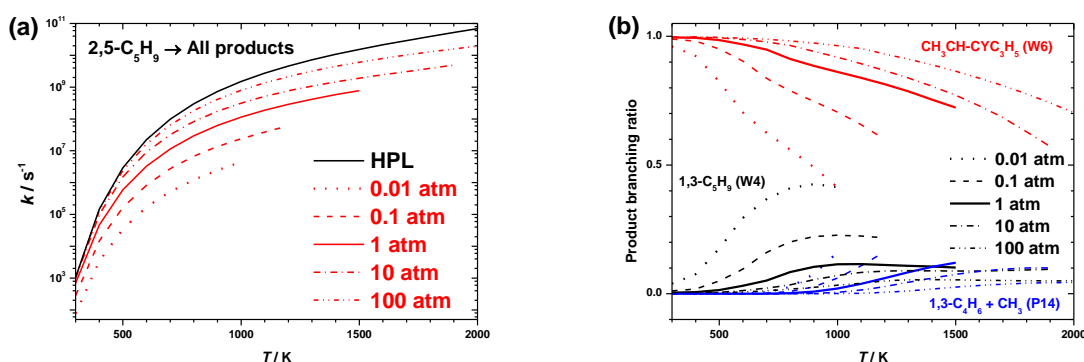 (a)
2,5-C₅H₉ → All products
k / s⁻¹
10¹¹
10⁹
10⁷
10⁵
10³
HPL
0.01 atm
0.1 atm
1 atm
10 atm
100 atm
500 1000 1500 2000
T / K
(b)
Product branching ratio
1.0
0.5
0.0
CH₃CH-CYC₃H₅ (W6)
1,3-C₅H₉ (W4)
0.01 atm
0.1 atm
1 atm
10 atm
100 atm
1,3-C₄H₆ + CH₃ (P14)
500 1000 1500 2000
T / K